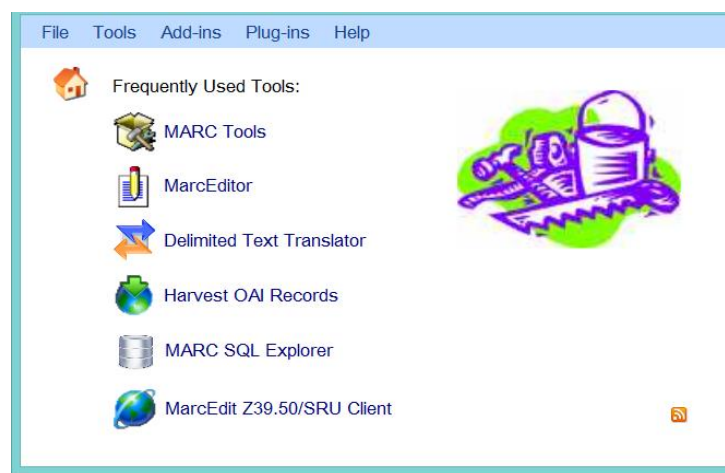 File Tools Add-ins Plug-ins Help
Frequently Used Tools:
MARC Tools
MarcEditor
Delimited Text Translator
Harvest OAI Records
MARC SQL Explorer
MarcEdit Z39.50/SRU Client